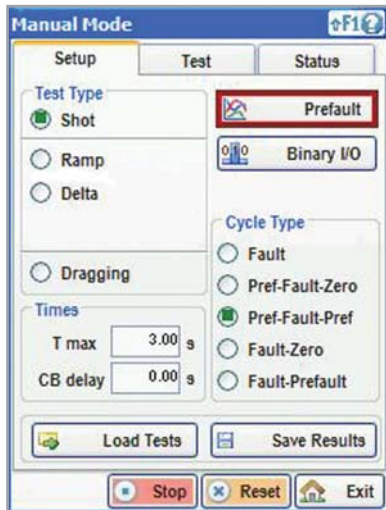 Manual Mode
F1?
Setup
Test
Status
Test Type
Shot
Ramp
Delta
Dragging
Prefault
010
Binary I/O
Cycle Type
Fault
Pref-Fault-Zero
Pref-Fault-Pref
Fault-Zero
Fault-Prefault
Times
T max 3.00 s
CB delay 0.00 s
Load Tests
Save Results
Stop
Reset
Exit